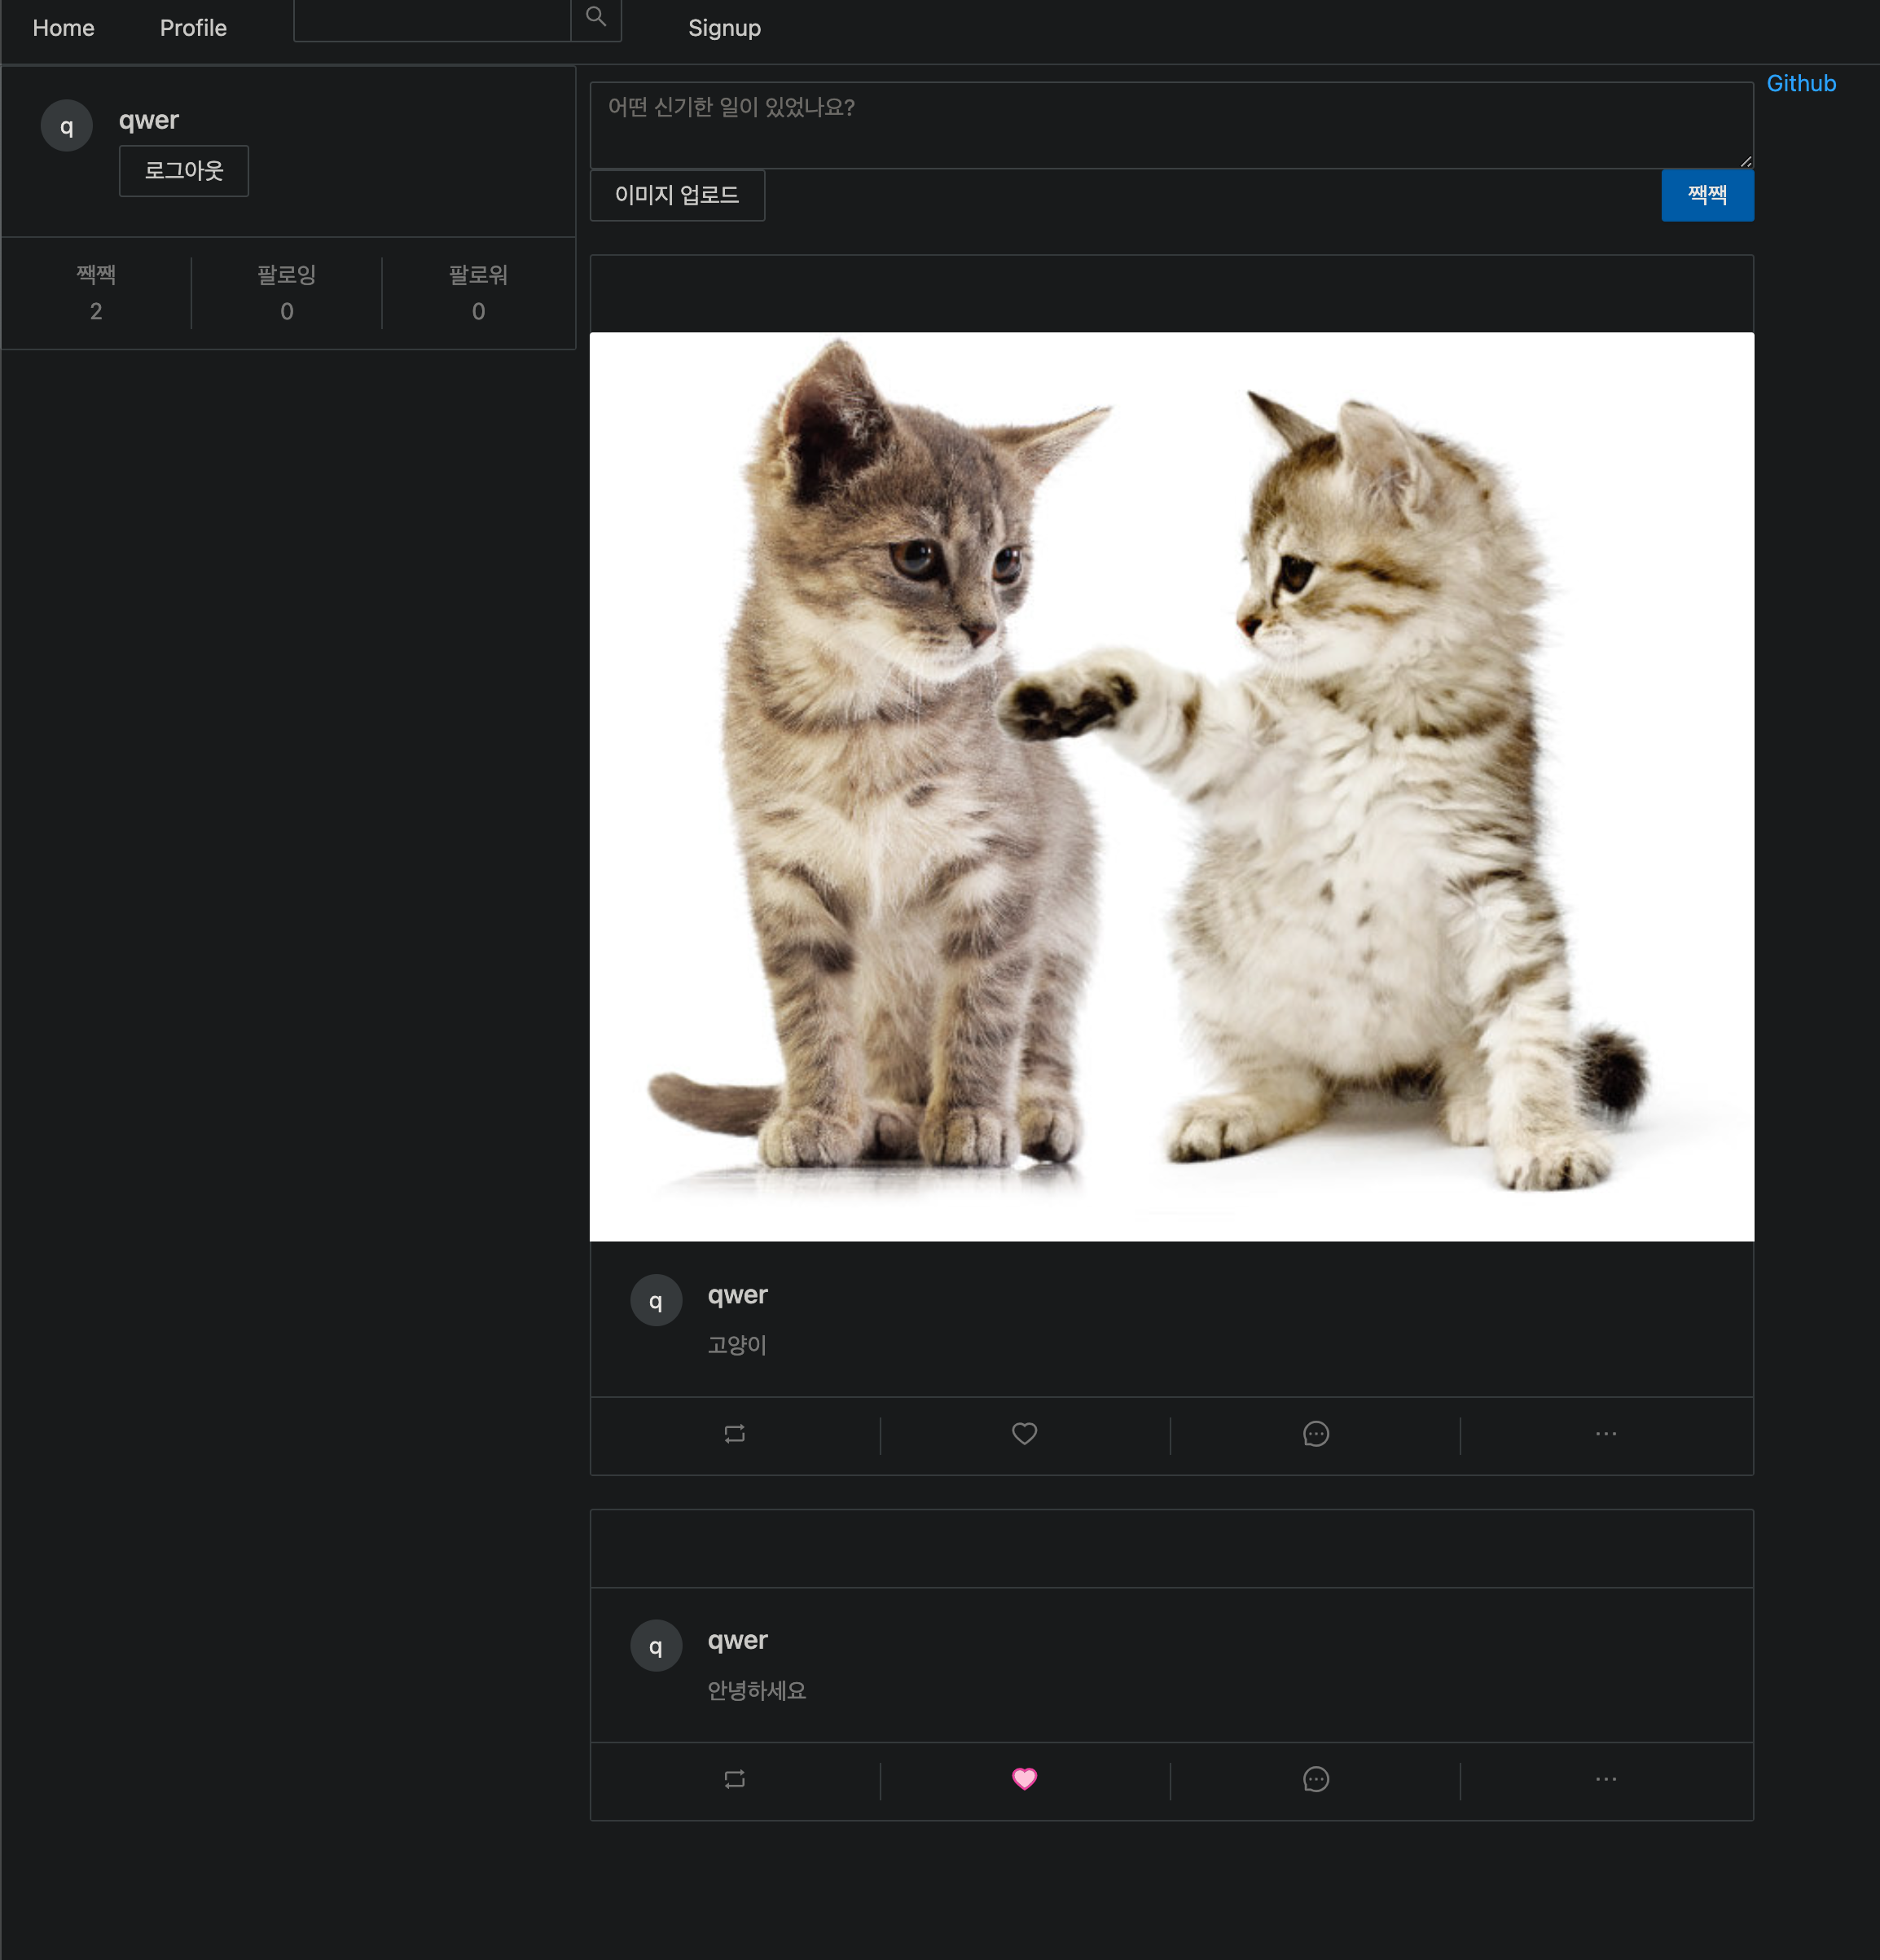 Home Profile Signup
Github
q
qwer
로그아웃
짹짹 팔로잉 팔로워
2 0 0
어떤 신기한 일이 있었나요?
이미지 업로드 짹짹
q
qwer
고양이
q
qwer
안녕하세요